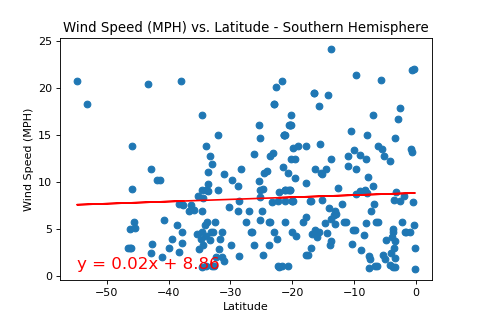 Wind Speed (MPH) vs. Latitude - Southern Hemisphere
25
20
15
10
5
0
Wind Speed (MPH)
y = 0.02x + 8.86
−50 −40 −30 −20 −10 0
Latitude